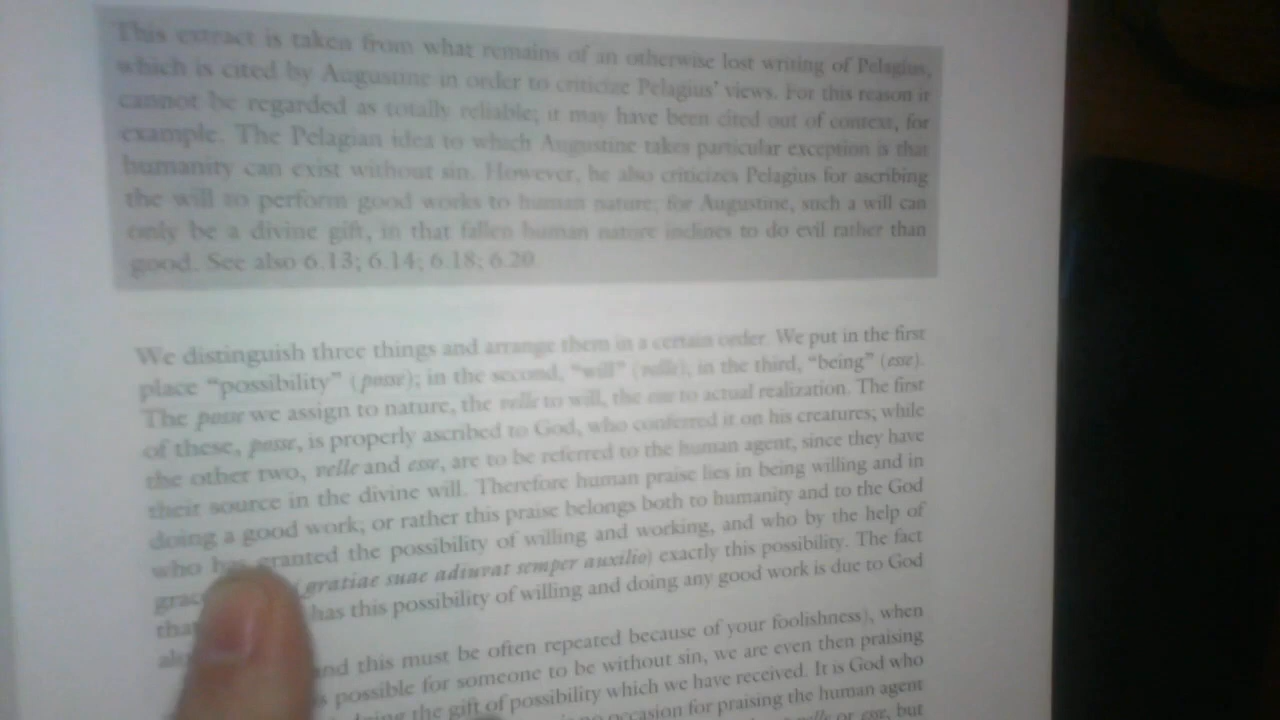 This extract is taken from what remains of an otherwise lost writing of Pelagius,
which is cited by Augustine in order to criticize Pelagius' views. For this reason it
cannot be regarded as totally reliable; it may have been cited out of context, for
example. The Pelagian idea to which Augustine takes particular exception is that
humanity can exist without sin. However, he also criticizes Pelagius for ascribing
the will to perform good works to human nature; for Augustine, such a will can
only be a divine gift, in that fallen human nature inclines to do evil rather than
good. See also 6.13; 6.14; 6.18; 6.20
We distinguish three things and arrange them in a certain order. We put in the first
place "possibility" (posse); in the second, "will" (velle); in the third, "being" (esse).
The posse we assign to nature, the velle to will, the esse to actual realization. The first
of these, posse, is properly ascribed to God, who conferred it on his creatures; while
the other two, velle and esse, are to be referred to the human agent, since they have
their source in the divine will. Therefore human praise lies in being willing and in
doing a good work; or rather this praise belongs both to humanity and to the God
who has granted the possibility of willing and working, and who by the help of
grac gratiae suae adiuvat semper auxilio) exactly this possibility. The fact
tha has this possibility of willing and doing any good work is due to God
nd this must be often repeated because of your foolishness), when
s possible for someone to be without sin, we are even then praising
the gift of possibility which we have received. It is God who
no occasion for praising the human agent
velle or esse, but